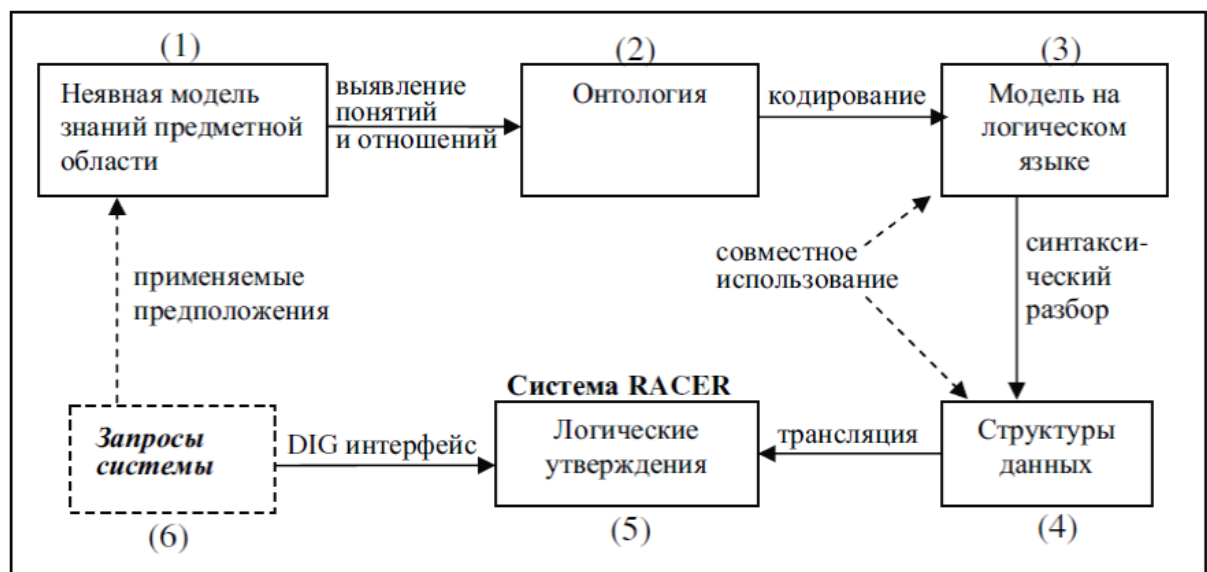 (1)
Неявная модель
знаний предметной
области
выявление
понятий
и отношений
(2)
Онтология
кодирование
(3)
Модель на
логическом
языке
применяемые
предположения
совместное
использование
синтакси-
ческий
разбор
Запросы
системы
(6)
DIG интерфейс
Система RACER
Логические
утверждения
(5)
трансляция
Структуры
данных
(4)